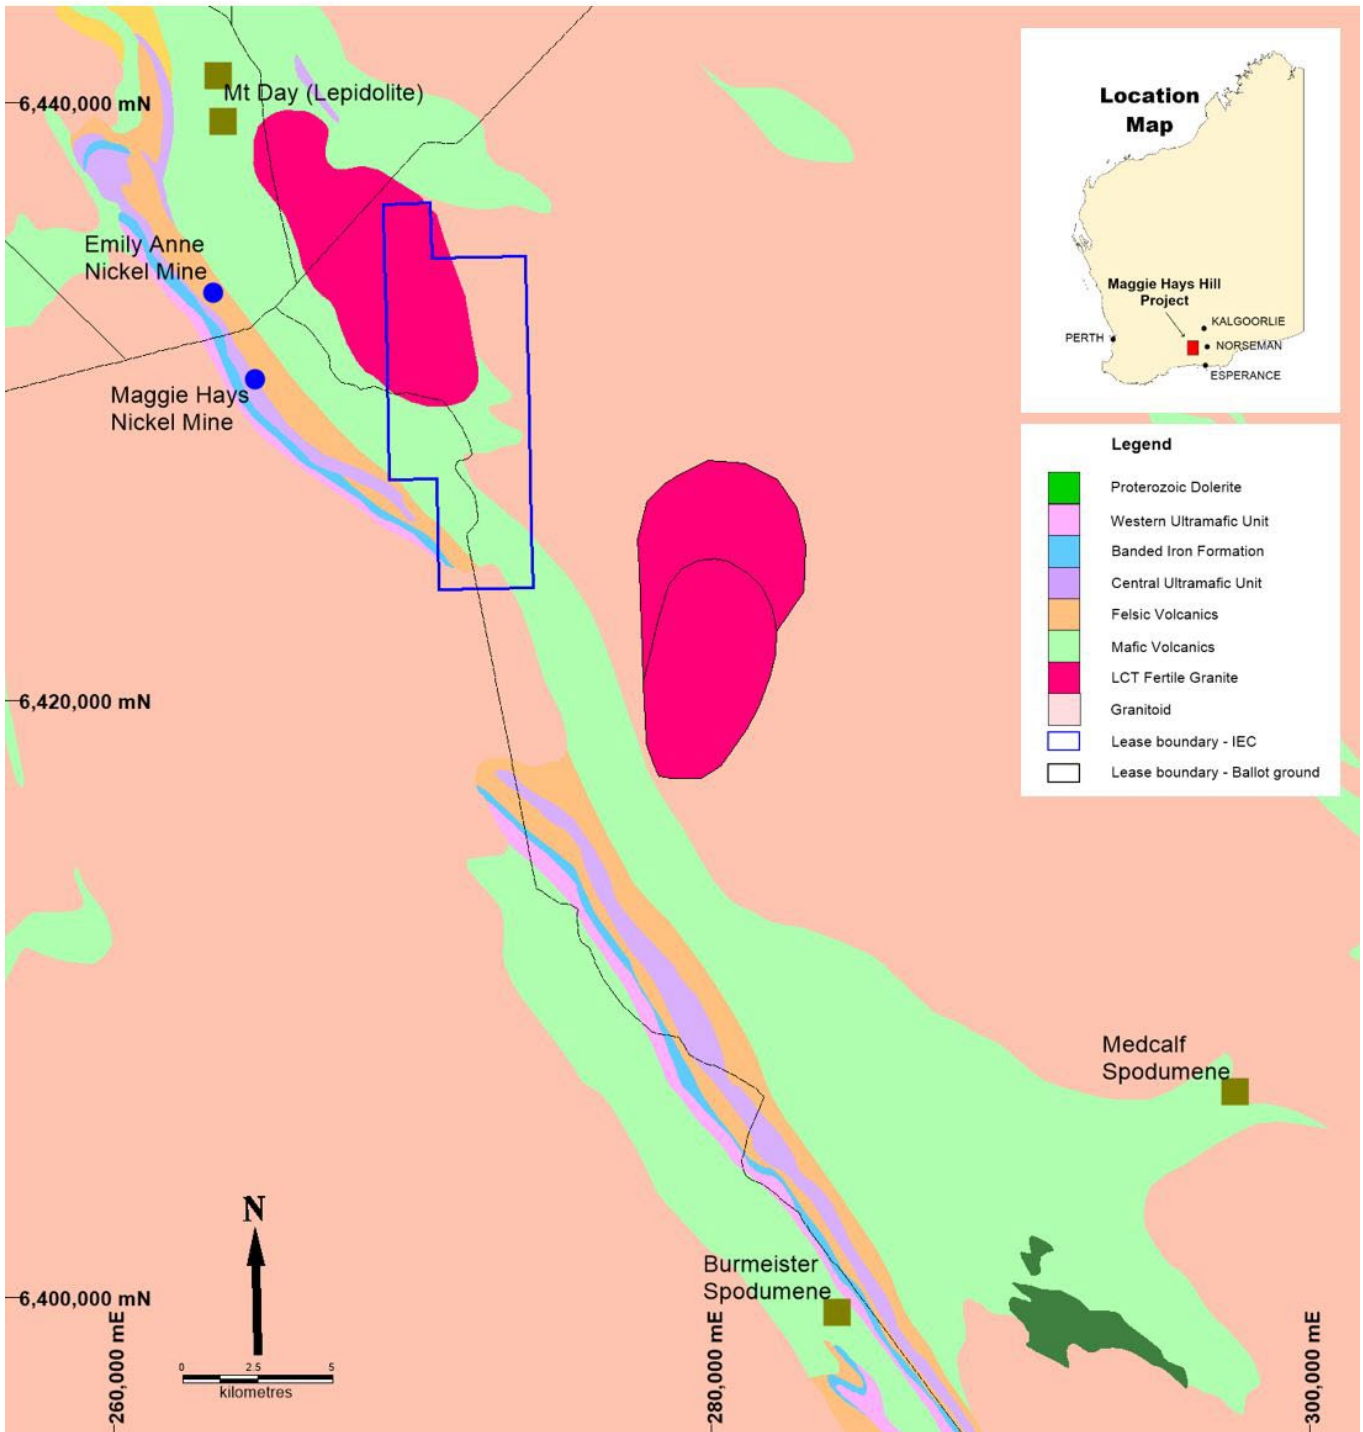 6,440,000 mN
Mt Day (Lepidolite)
Emily Anne
Nickel Mine
Maggie Hays
Nickel Mine
6,420,000 mN
Medcalf
Spodumene
Burmeister
Spodumene
6,400,000 mN
260,000 mE
280,000 mE
300,000 mE
N
0 2.5 5
kilometres
Location
Map
Maggie Hays Hill
Project
KALGOORLIE
PERTH
NORSEMAN
ESPERANCE
Legend
Proterozoic Dolerite
Western Ultramafic Unit
Banded Iron Formation
Central Ultramafic Unit
Felsic Volcanics
Mafic Volcanics
LCT Fertile Granite
Granitoid
Lease boundary - IEC
Lease boundary - Ballot ground